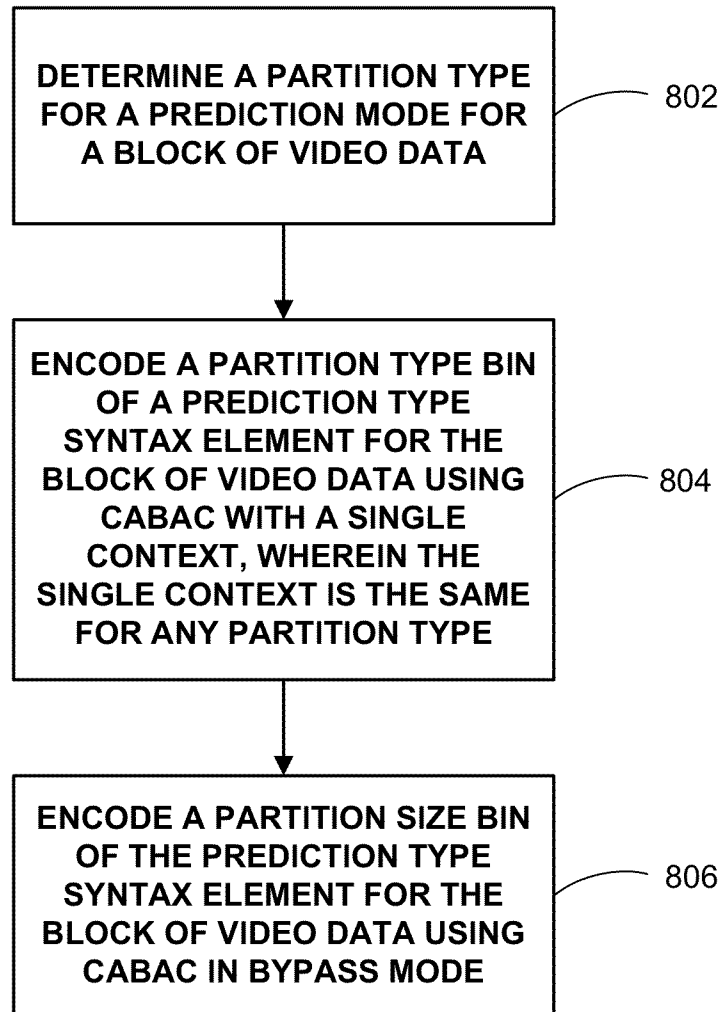 DETERMINE A PARTITION TYPE
FOR A PREDICTION MODE FOR
A BLOCK OF VIDEO DATA
802
ENCODE A PARTITION TYPE BIN
OF A PREDICTION TYPE
SYNTAX ELEMENT FOR THE
BLOCK OF VIDEO DATA USING
CABAC WITH A SINGLE
CONTEXT, WHEREIN THE
SINGLE CONTEXT IS THE SAME
FOR ANY PARTITION TYPE
804
ENCODE A PARTITION SIZE BIN
OF THE PREDICTION TYPE
SYNTAX ELEMENT FOR THE
BLOCK OF VIDEO DATA USING
CABAC IN BYPASS MODE
806